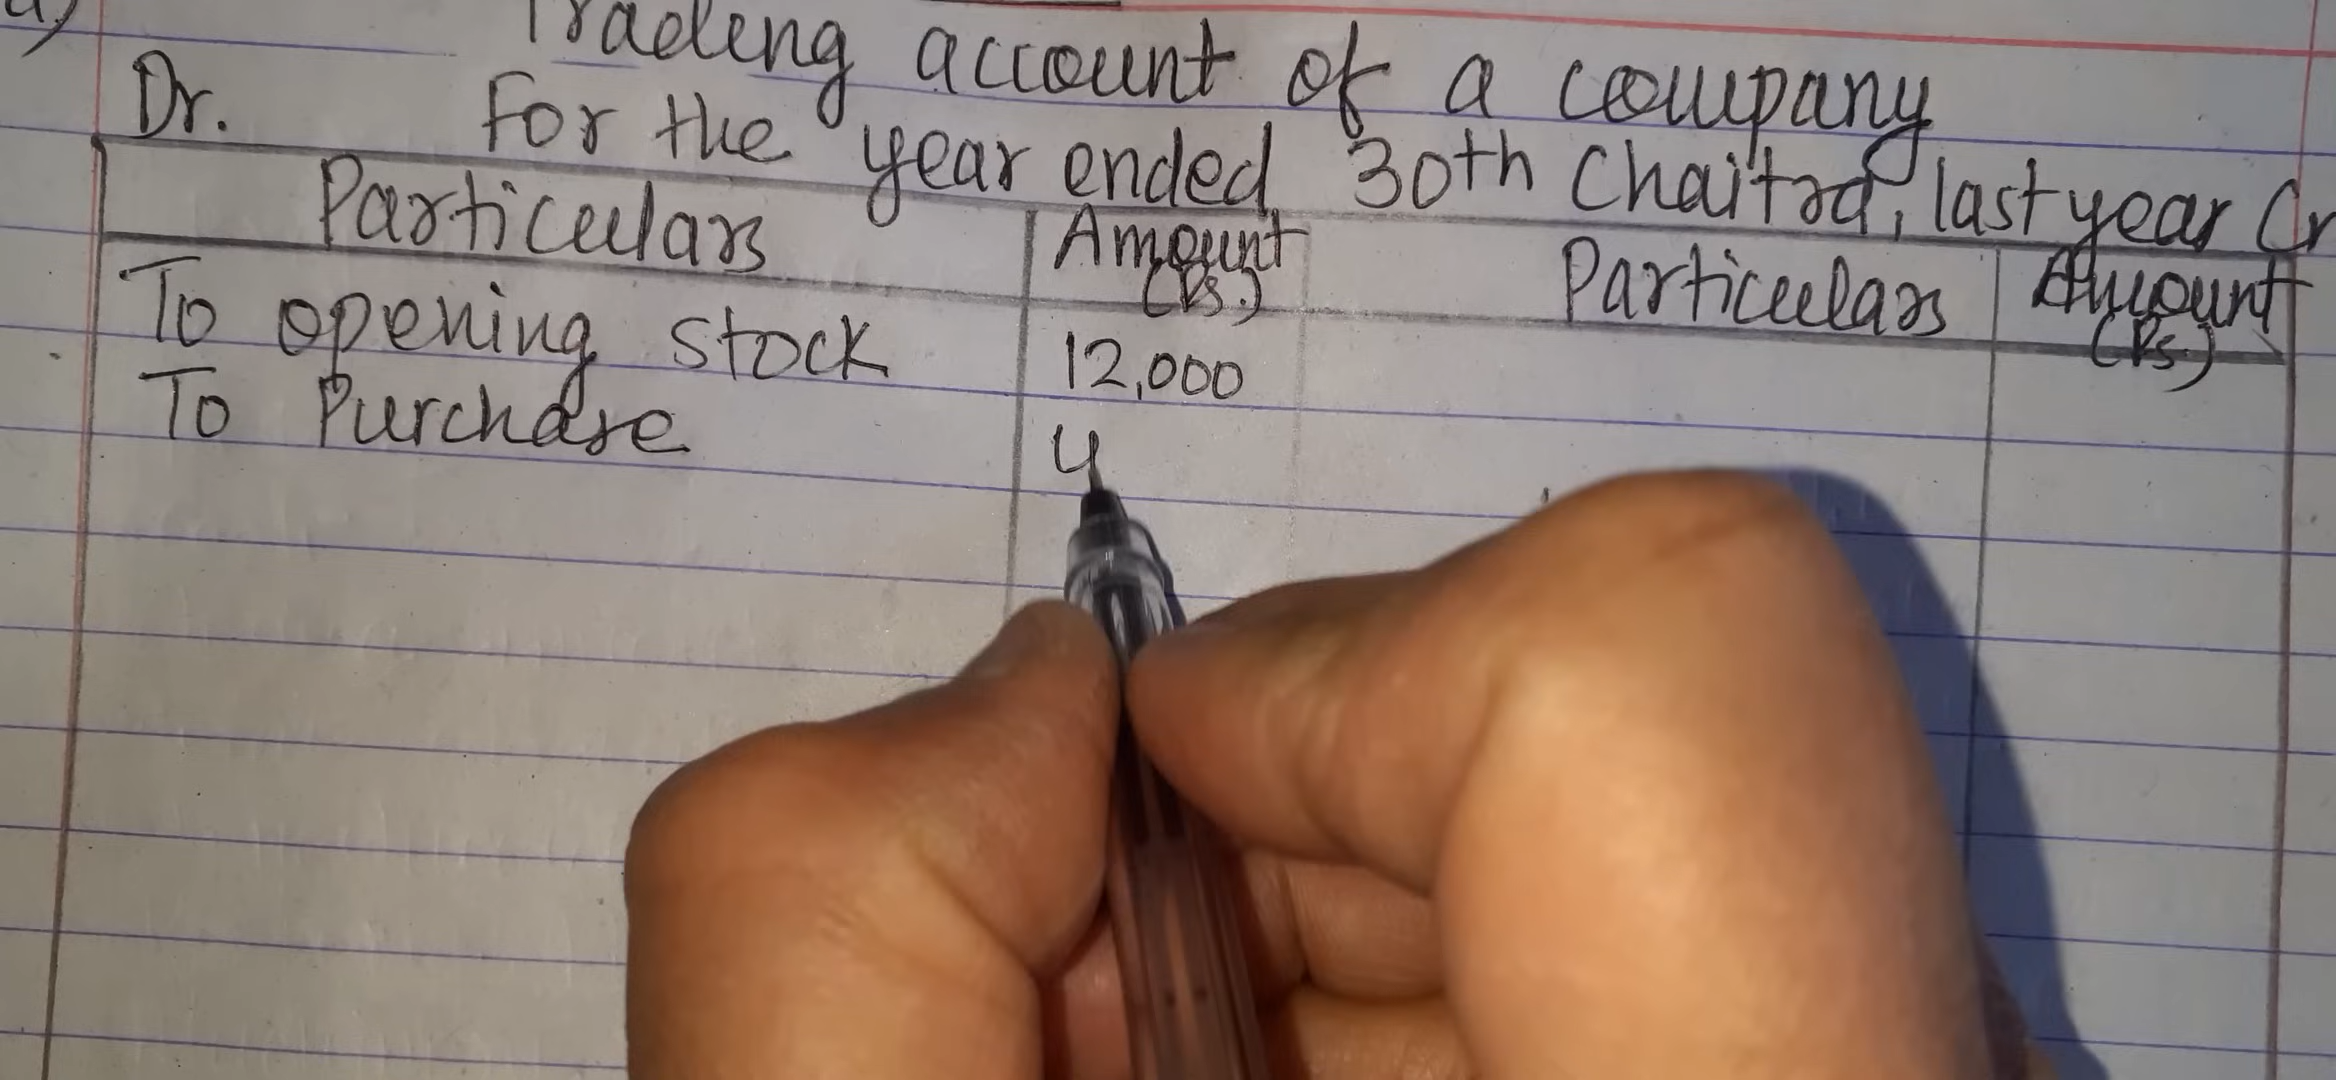 a)
Trading account of a company
Dr. For the year ended 30th Chaitra, last year Cr
Particulars Amount (Rs.) Particulars Amount (Rs.)
To opening stock 12,000
To Purchase 4